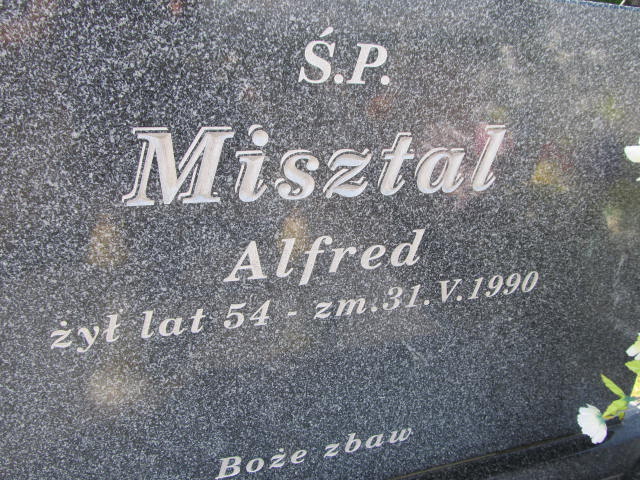 Ś.P.
Misztal
Alfred
żył lat 54 - zm. 31. V. 1990
Boże zbaw